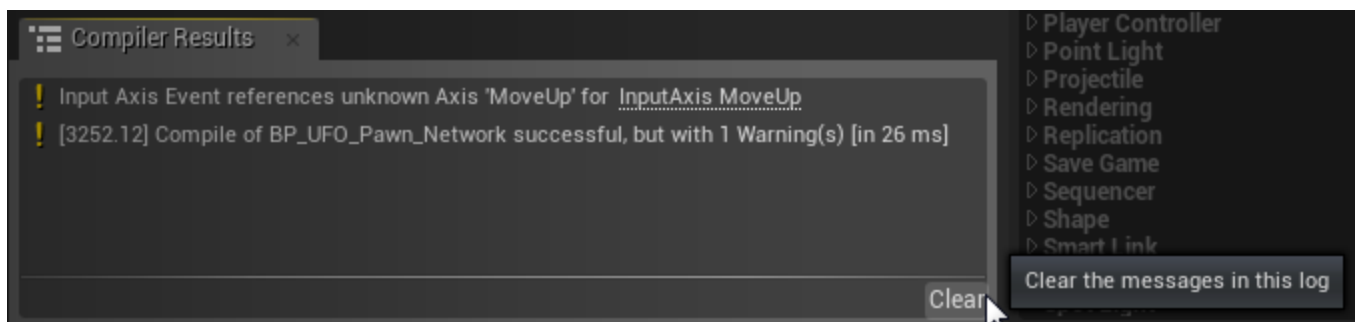 Compiler Results
Input Axis Event references unknown Axis 'MoveUp' for InputAxis MoveUp
[3252.12] Compile of BP_UFO_Pawn_Network successful, but with 1 Warning(s) [in 26 ms]
Clear
Player Controller
Point Light
Projectile
Rendering
Replication
Save Game
Sequencer
Shape
Smart Link
Clear the messages in this log